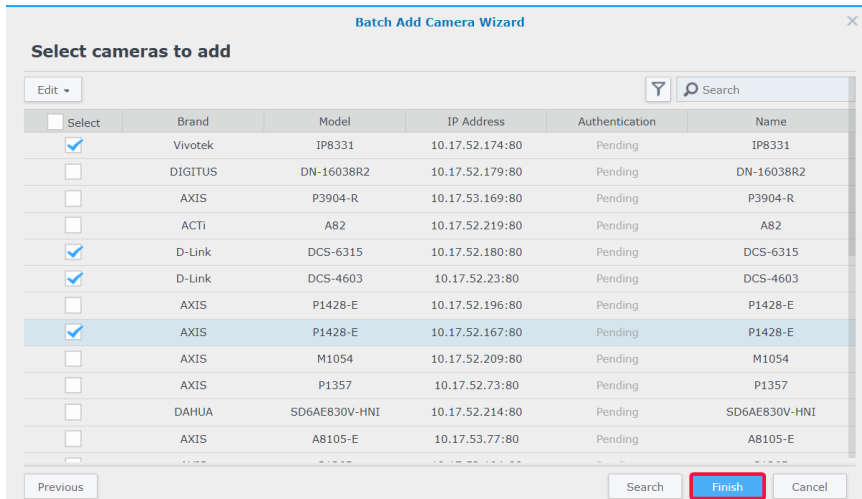 Batch Add Camera Wizard
Select cameras to add
Edit Search
Select Brand Model IP Address Authentication Name
Vivotek IP8331 10.17.52.174:80 Pending IP8331
DIGITUS DN-16038R2 10.17.52.179:80 Pending DN-16038R2
AXIS P3904-R 10.17.53.169:80 Pending P3904-R
ACTi A82 10.17.52.219:80 Pending A82
D-Link DCS-6315 10.17.52.180:80 Pending DCS-6315
D-Link DCS-4603 10.17.52.23:80 Pending DCS-4603
AXIS P1428-E 10.17.52.196:80 Pending P1428-E
AXIS P1428-E 10.17.52.167:80 Pending P1428-E
AXIS M1054 10.17.52.209:80 Pending M1054
AXIS P1357 10.17.52.73:80 Pending P1357
DAHUA SD6AE830V-HNI 10.17.52.214:80 Pending SD6AE830V-HNI
AXIS A8105-E 10.17.53.77:80 Pending A8105-E
Previous Search Finish Cancel